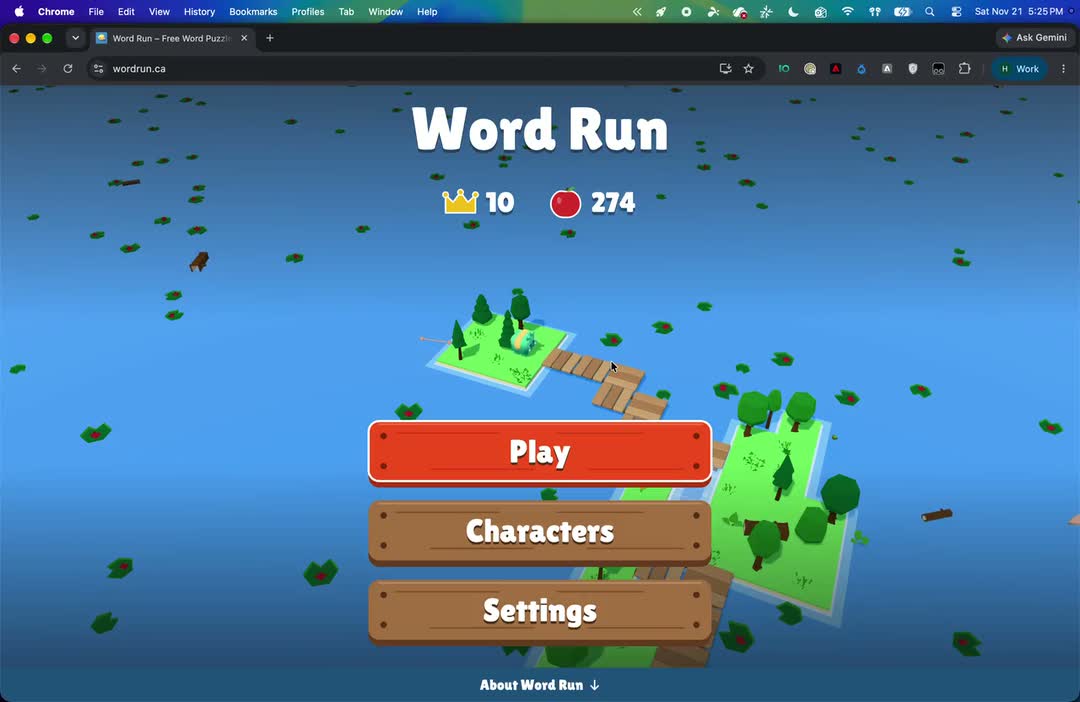 Chrome File Edit View History Bookmarks Profiles Tab Window Help Sat Nov 21 5:25 PM
Word Run – Free Word Puzzl
Ask Gemini
wordrun.ca
H Work
Word Run
10 274
Play
Characters
Settings
About Word Run ↓